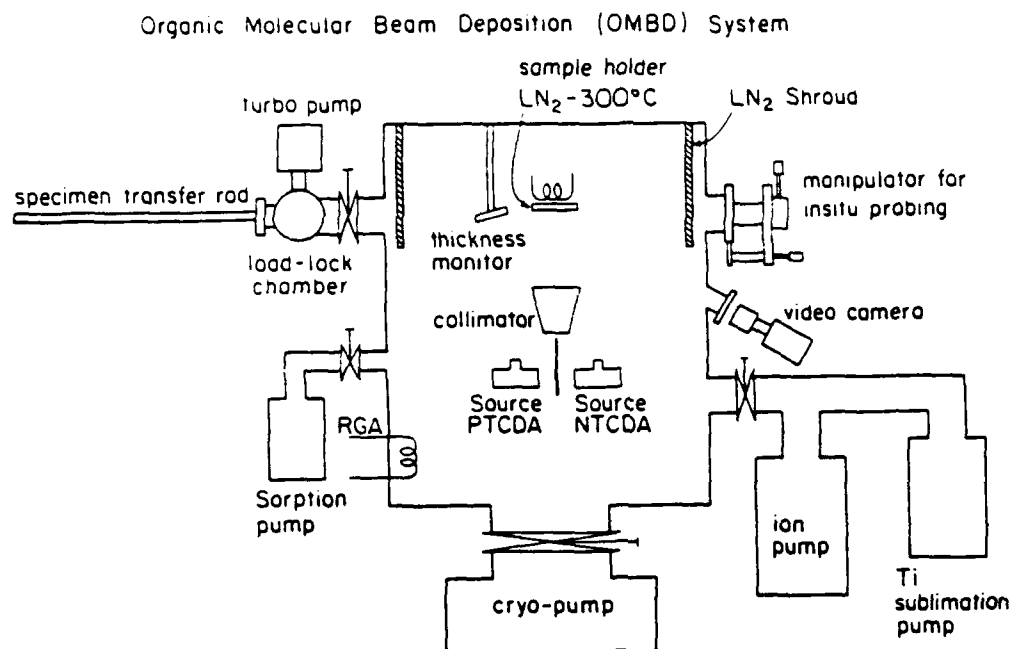 Organic Molecular Beam Deposition (OMBD) System
sample holder
LN₂-300°C
LN₂ Shroud
turbo pump
specimen transfer rod
manipulator for
insitu probing
thickness
monitor
load-lock
chamber
collimator
video camera
Source
PTCDA
Source
NTCDA
RGA
Sorption
pump
ion
pump
Ti
sublimation
pump
cryo-pump